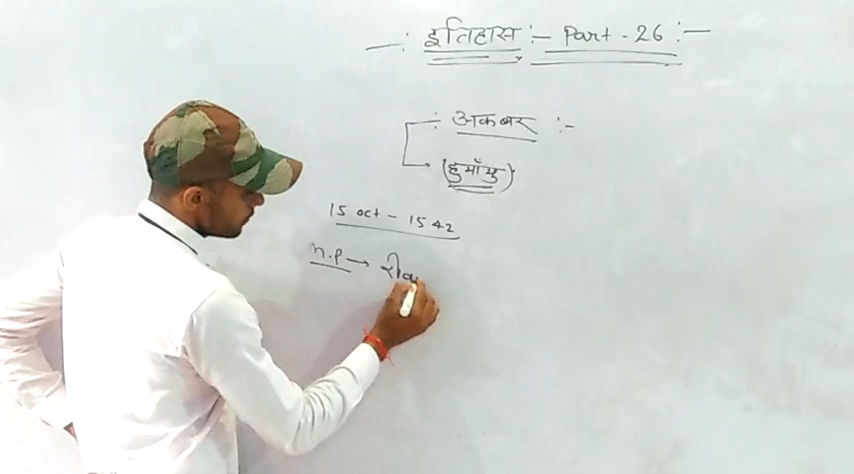 —: इतिहास :— Part - 26 :—
: अकबर :-
(हुमाँयु)
15 oct - 1542
M.P → रीव